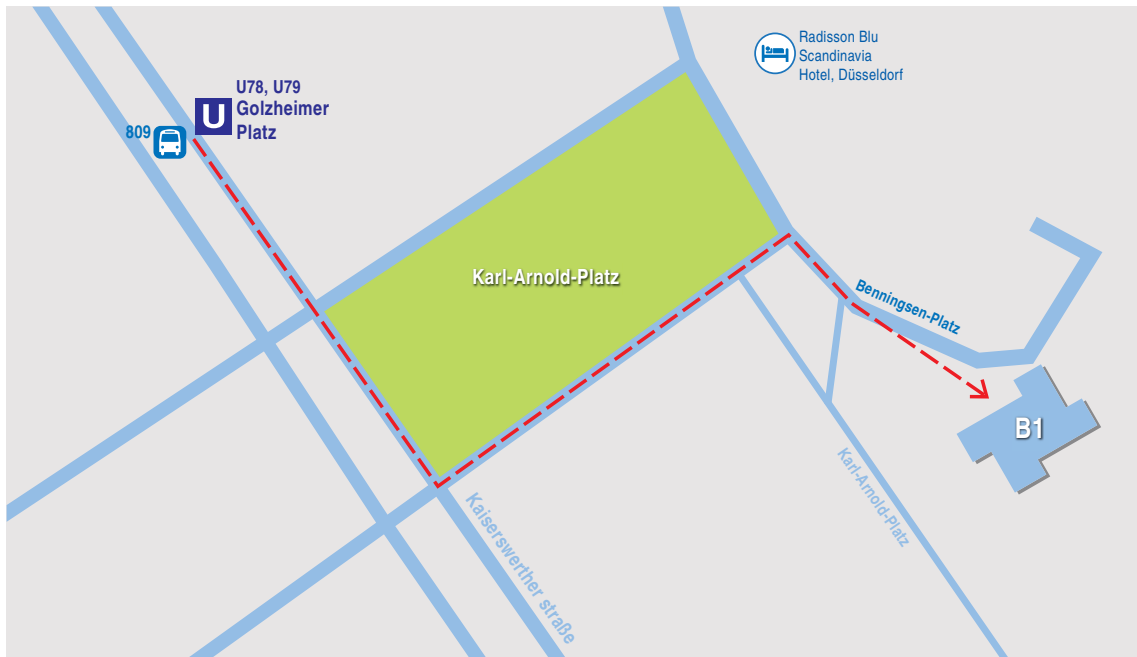 Radisson Blu
Scandinavia
Hotel, Düsseldorf
U78, U79
Golzheimer
Platz
U
809
Karl-Arnold-Platz
Benningsen-Platz
B1
Karl-Arnold-Platz
Kaiserswerther straße